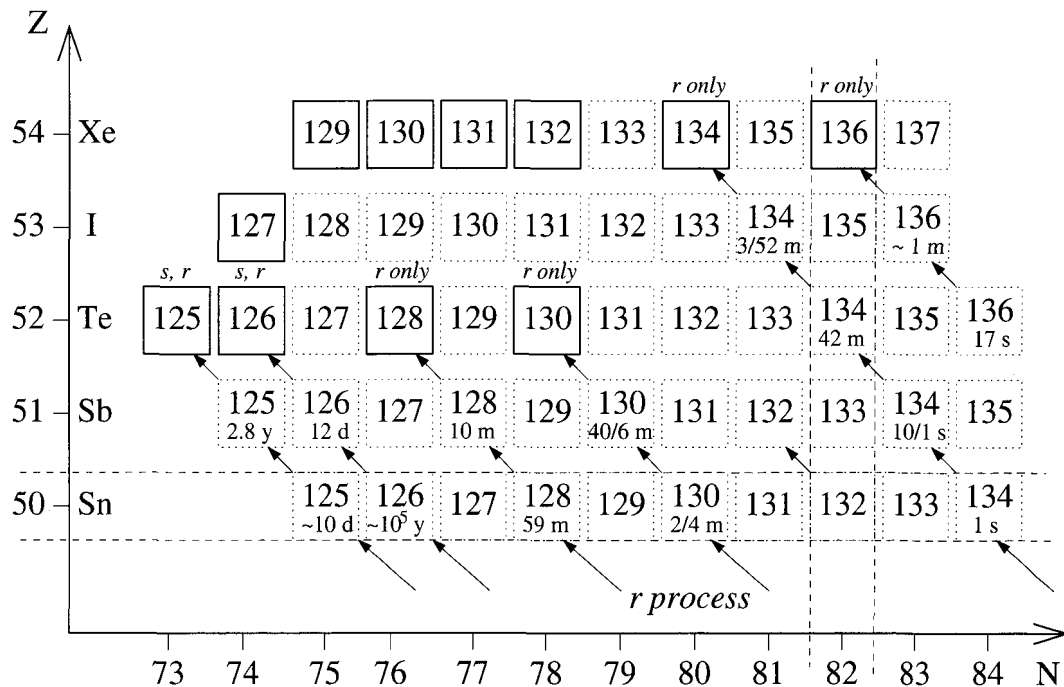 Z
r only r only
54 Xe 129 130 131 132 133 134 135 136 137
53 I 127 128 129 130 131 132 133 134 135 136
3/52 m ~ 1 m
s, r s, r r only r only
52 Te 125 126 127 128 129 130 131 132 133 134 135 136
42 m 17 s
51 Sb 125 126 127 128 129 130 131 132 133 134 135
2.8 y 12 d 10 m 40/6 m 10/1 s
50 Sn 125 126 127 128 129 130 131 132 133 134
~10 d ~10⁵ y 59 m 2/4 m 1 s
r process
73 74 75 76 77 78 79 80 81 82 83 84 N